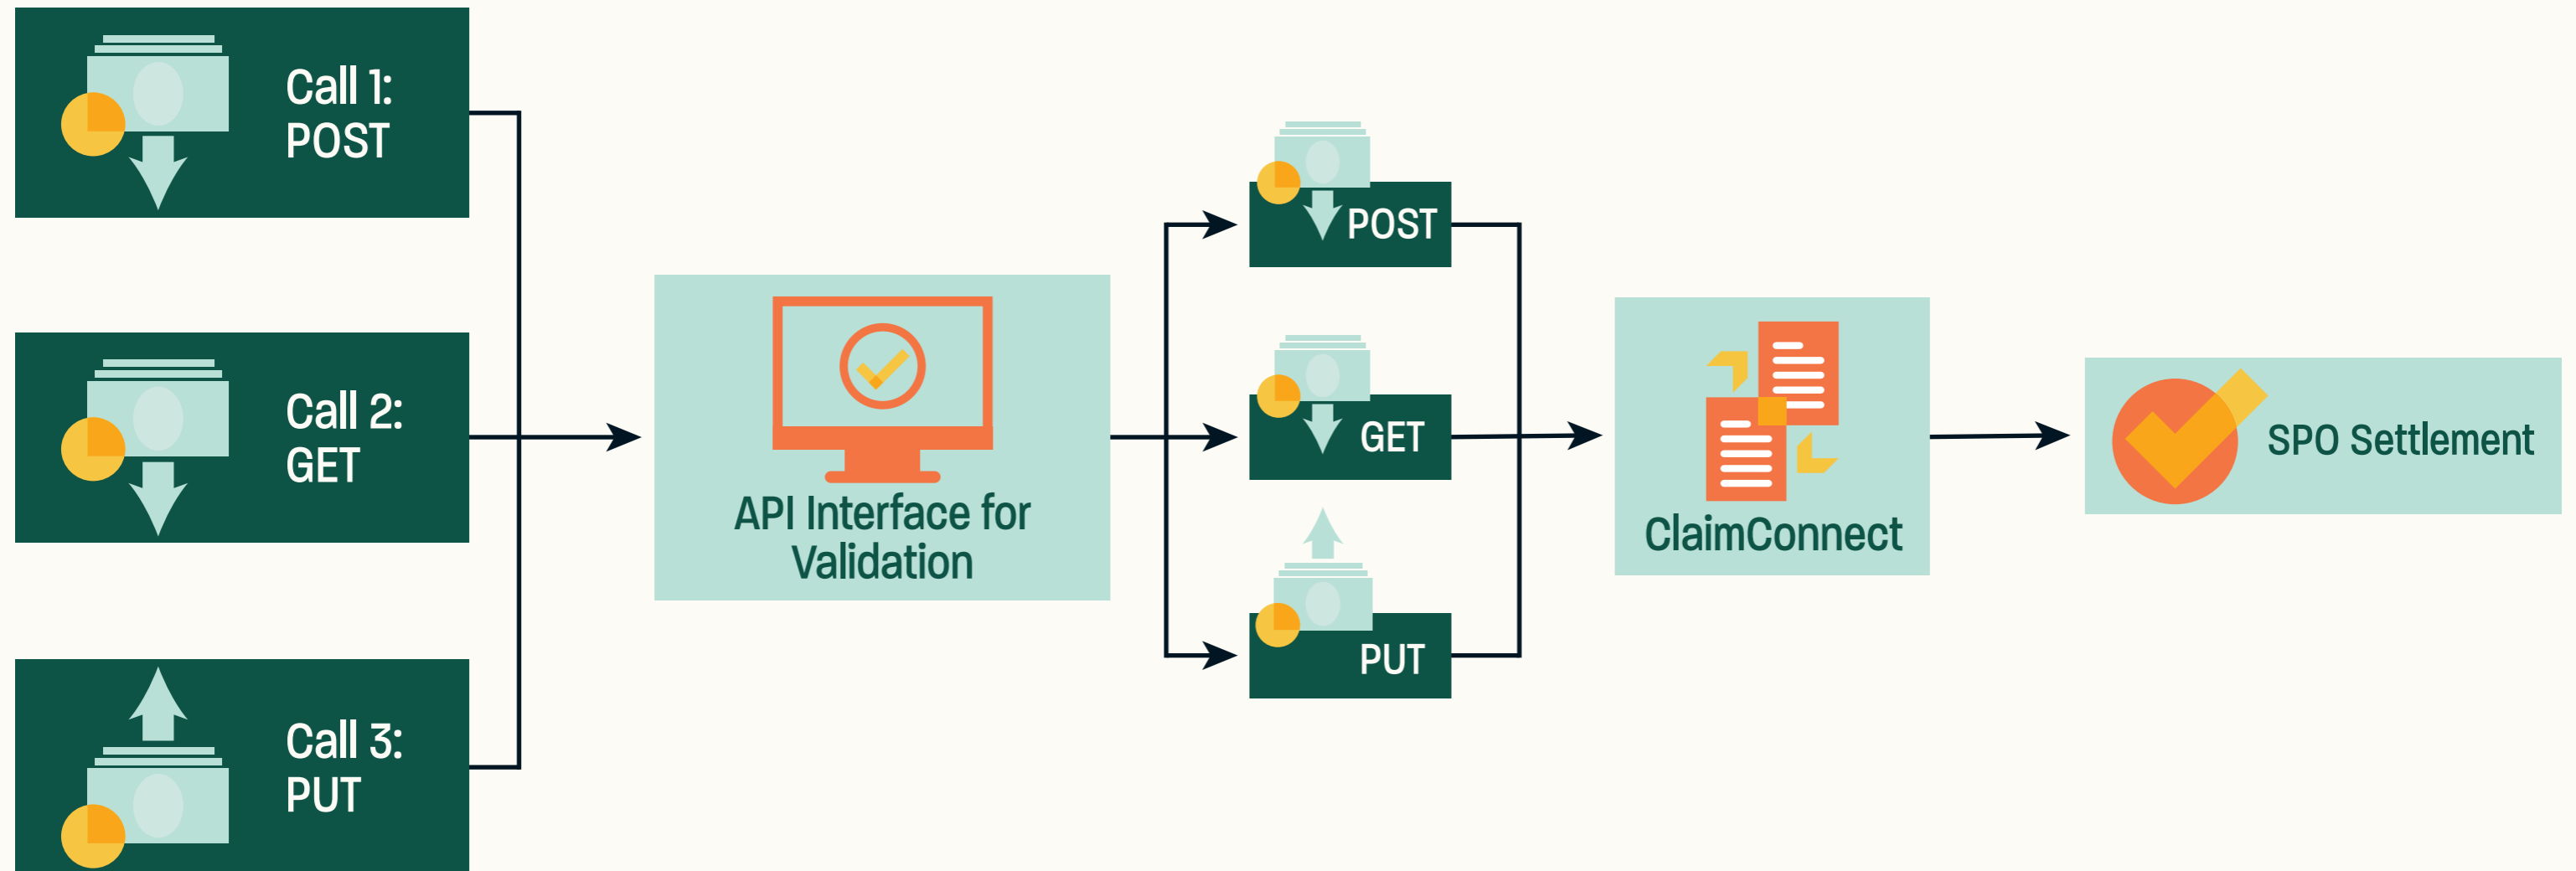 Call 1:
POST
Call 2:
GET
Call 3:
PUT
API Interface for
Validation
POST
GET
PUT
ClaimConnect
SPO Settlement